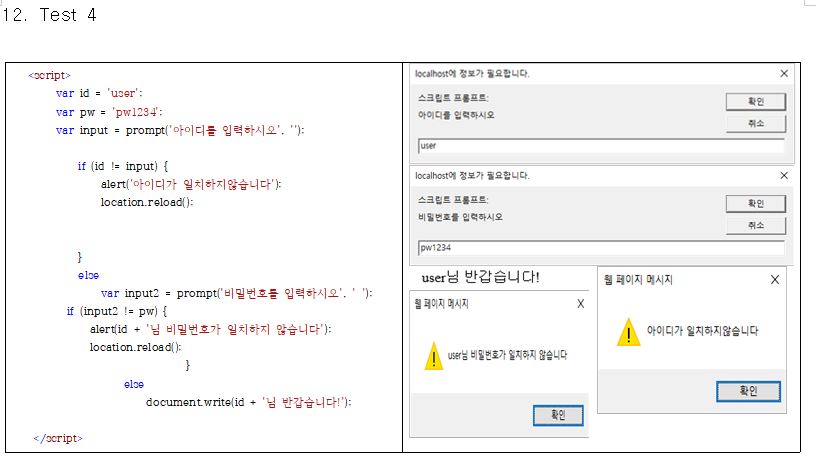 12. Test 4
<script>
var id = 'user';
var pw = 'pw1234';
var input = prompt('아이디를 입력하시오', '');
if (id != input) {
alert('아이디가 일치하지않습니다');
location.reload();
}
else
var input2 = prompt('비밀번호를 입력하시오', ' ');
if (input2 != pw) {
alert(id + '님 비밀번호가 일치하지 않습니다');
location.reload();
}
else
document.write(id + '님 반갑습니다!');
</script>
localhost에 정보가 필요합니다.
스크립트 프롬프트:
확인
아이디를 입력하시오
취소
user
localhost에 정보가 필요합니다.
스크립트 프롬프트:
확인
비밀번호를 입력하시오
취소
pw1234
user님 반갑습니다!
웹 페이지 메시지
user님 비밀번호가 일치하지 않습니다
확인
웹 페이지 메시지
아이디가 일치하지않습니다
확인